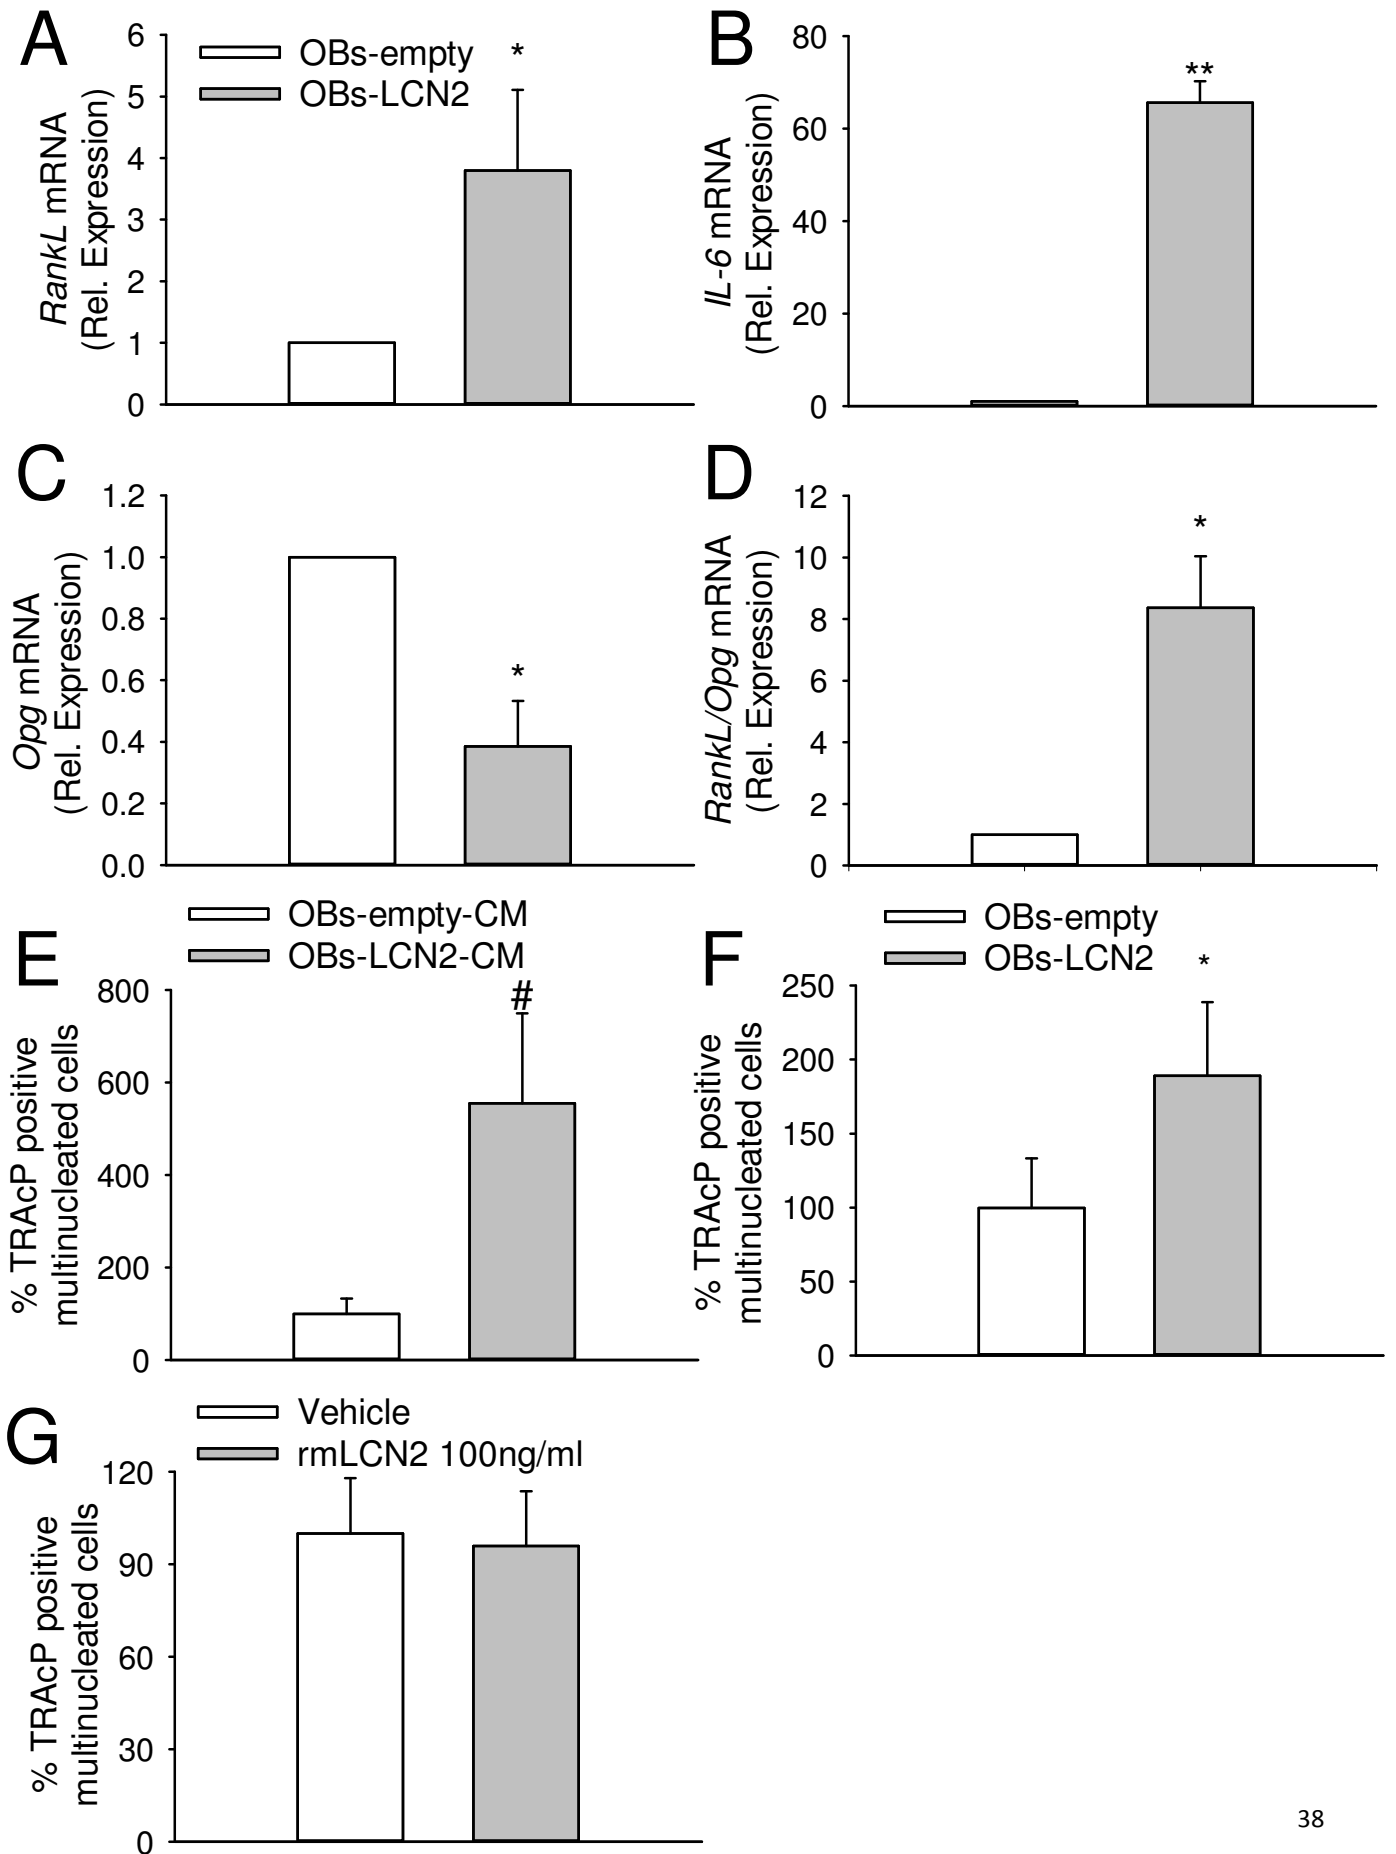 A
RankL mRNA
(Rel. Expression)
6
5
4
3
2
1
0
OBs-empty
OBs-LCN2
*
B
IL-6 mRNA
(Rel. Expression)
80
60
40
20
0
**
C
Opg mRNA
(Rel. Expression)
1.2
1.0
0.8
0.6
0.4
0.2
0.0
*
D
RankL/Opg mRNA
(Rel. Expression)
12
10
8
6
4
2
0
*
E
OBs-empty-CM
OBs-LCN2-CM
% TRAcP positive
multinucleated cells
800
600
400
200
0
#
F
OBs-empty
OBs-LCN2
*
% TRAcP positive
multinucleated cells
250
200
150
100
50
0
G
Vehicle
rmLCN2 100ng/ml
% TRAcP positive
multinucleated cells
120
90
60
30
0
38